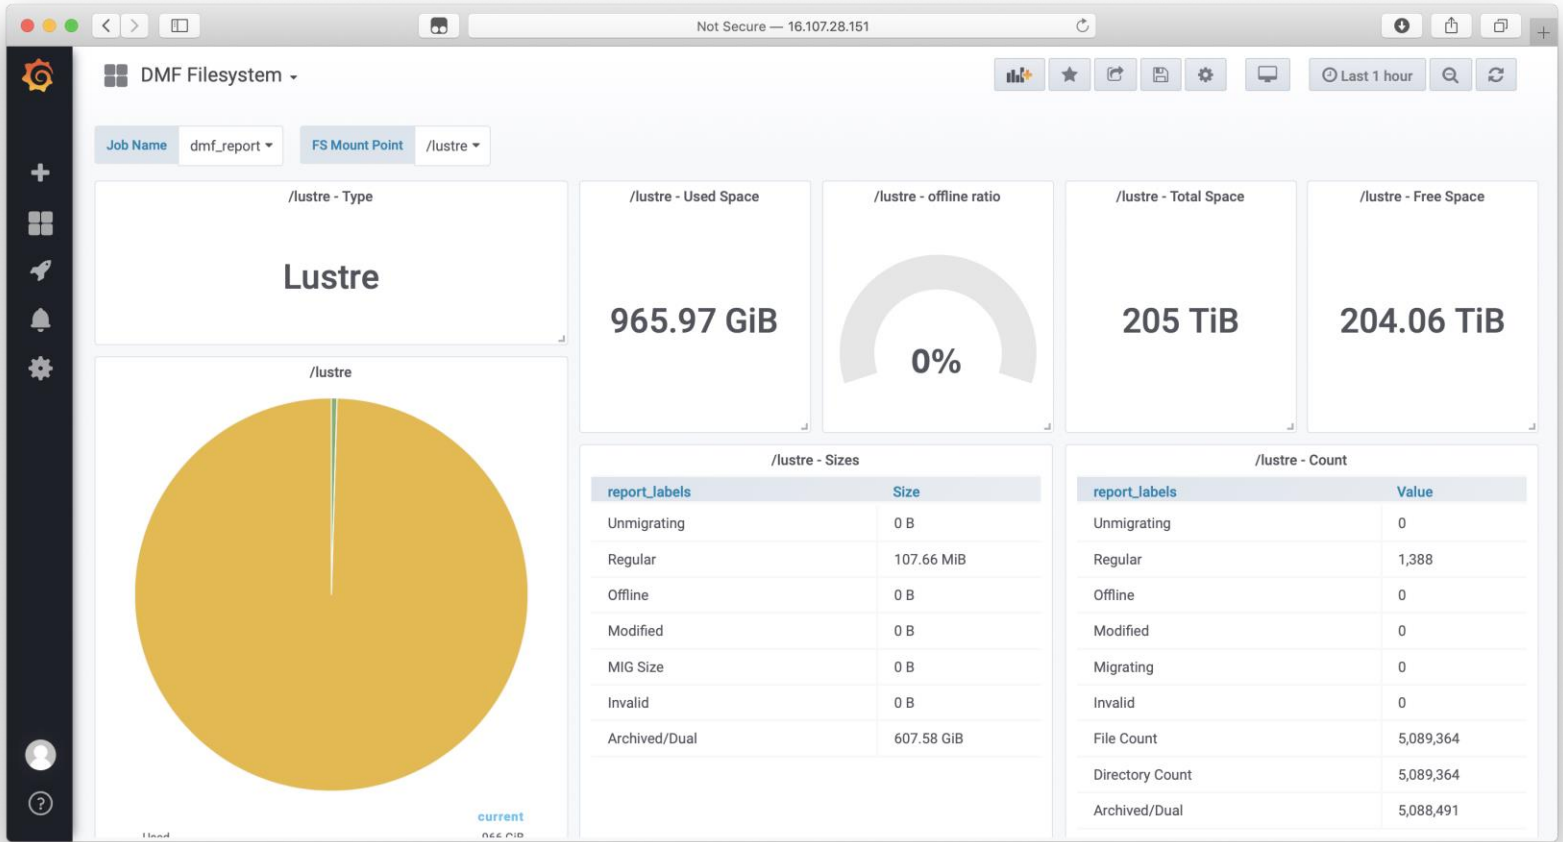 Not Secure — 16.107.28.151
DMF Filesystem
Last 1 hour
Job Name dmf_report FS Mount Point /lustre
/lustre - Type
Lustre
/lustre - Used Space
965.97 GiB
/lustre - offline ratio
0%
/lustre - Total Space
205 TiB
/lustre - Free Space
204.06 TiB
/lustre
current
Used 966 GiB
/lustre - Sizes
report_labels Size
Unmigrating 0 B
Regular 107.66 MiB
Offline 0 B
Modified 0 B
MIG Size 0 B
Invalid 0 B
Archived/Dual 607.58 GiB
/lustre - Count
report_labels Value
Unmigrating 0
Regular 1,388
Offline 0
Modified 0
Migrating 0
Invalid 0
File Count 5,089,364
Directory Count 5,089,364
Archived/Dual 5,088,491